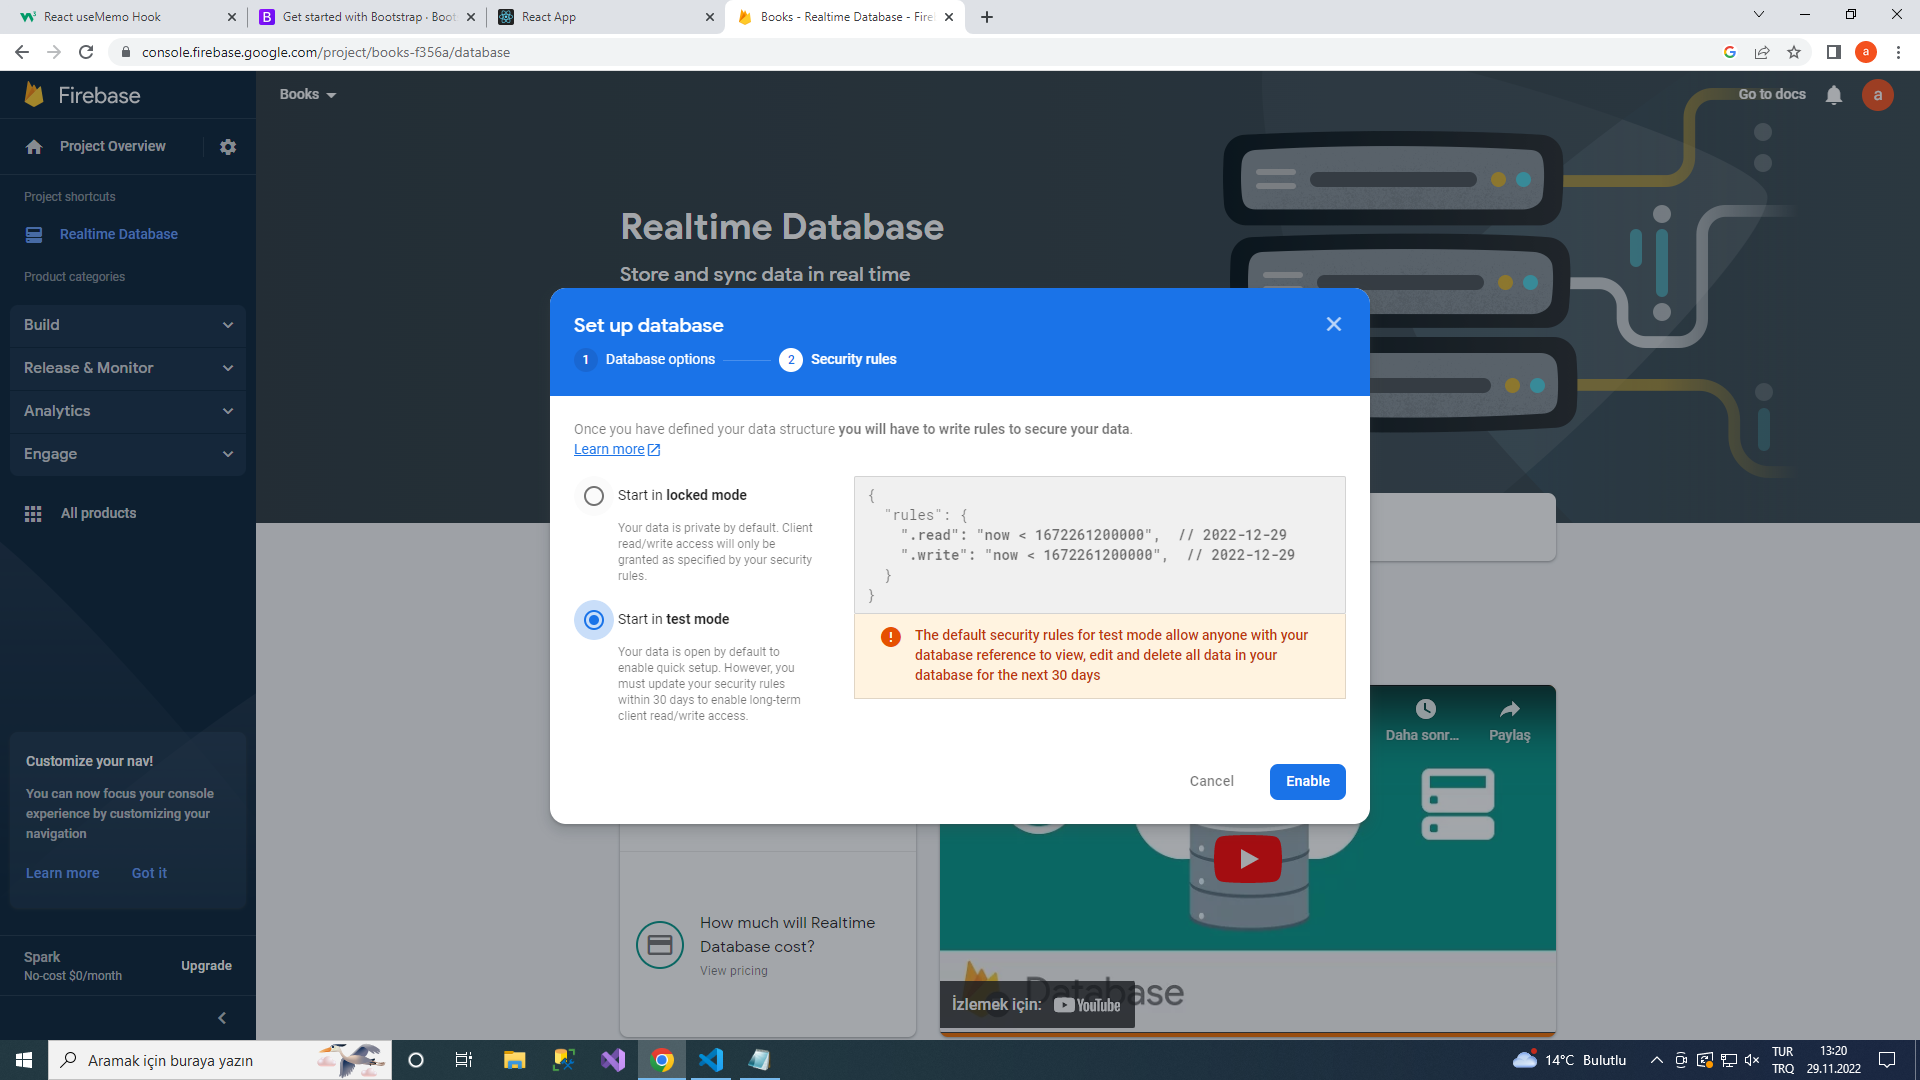 React useMemo Hook
Get started with Bootstrap · Boot
React App
Books - Realtime Database - Fire
console.firebase.google.com/project/books-f356a/database
a
Firebase
Books
Go to docs
a
Project Overview
Project shortcuts
Realtime Database
Product categories
Build
Release & Monitor
Analytics
Engage
All products
Customize your nav!
You can now focus your console
experience by customizing your
navigation
Learn more
Got it
Spark
No-cost $0/month
Upgrade
Realtime Database
Store and sync data in real time
Set up database
1 Database options
2 Security rules
Once you have defined your data structure you will have to write rules to secure your data.
Learn more
Start in locked mode
Your data is private by default. Client
read/write access will only be
granted as specified by your security
rules.
Start in test mode
Your data is open by default to
enable quick setup. However, you
must update your security rules
within 30 days to enable long-term
client read/write access.
{
"rules": {
".read": "now < 1672261200000",  // 2022-12-29
".write": "now < 1672261200000",  // 2022-12-29
}
}
The default security rules for test mode allow anyone with your
database reference to view, edit and delete all data in your
database for the next 30 days
Cancel
Enable
Daha sonr...
Paylaş
How much will Realtime
Database cost?
View pricing
Database
İzlemek için: YouTube
Aramak için buraya yazın
14°C Bulutlu
TUR
TRQ
13:20
29.11.2022